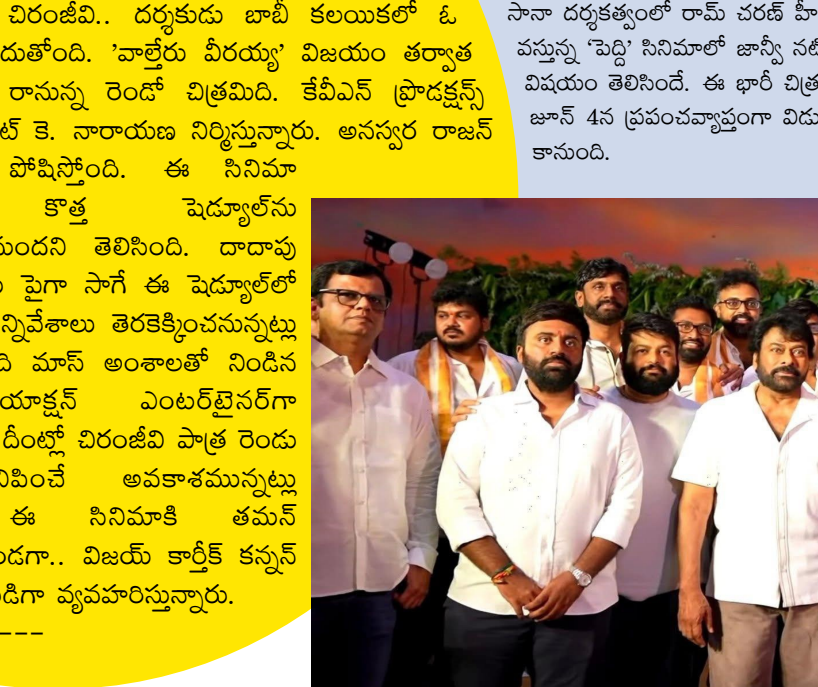 చిరంజీవి.. దర్శకుడు బాబీ కలయికలో ఓ
దుతోంది. 'వాల్తేరు వీరయ్య' విజయం తర్వాత
రానున్న రెండో చిత్రమిది. కేవీఎన్ ప్రొడక్షన్స్
ట్ కె. నారాయణ నిర్మిస్తున్నారు. అనస్వర రాజన్
పోషిస్తోంది. ఈ సినిమా
కొత్త షెడ్యూల్‌ను
నుందని తెలిసింది. దాదాపు
పైగా సాగే ఈ షెడ్యూల్‌లో
న్నివేశాలు తెరకెక్కించనున్నట్లు
ది మాస్ అంశాలతో నిండిన
యాక్షన్ ఎంటర్‌టైనర్‌గా
దీంట్లో చిరంజీవి పాత్ర రెండు
నిపించే అవకాశమున్నట్లు
ఈ సినిమాకి తమన్
ండగా.. విజయ్ కార్తీక్ కన్నన్
డిగా వ్యవహరిస్తున్నారు.
---
సానా దర్శకత్వంలో రామ్ చరణ్ హీ
వస్తున్న 'పెద్ది' సినిమాలో జాన్వీ నటి
విషయం తెలిసిందే. ఈ భారీ చిత్ర
జూన్ 4న ప్రపంచవ్యాప్తంగా విడు
కానుంది.